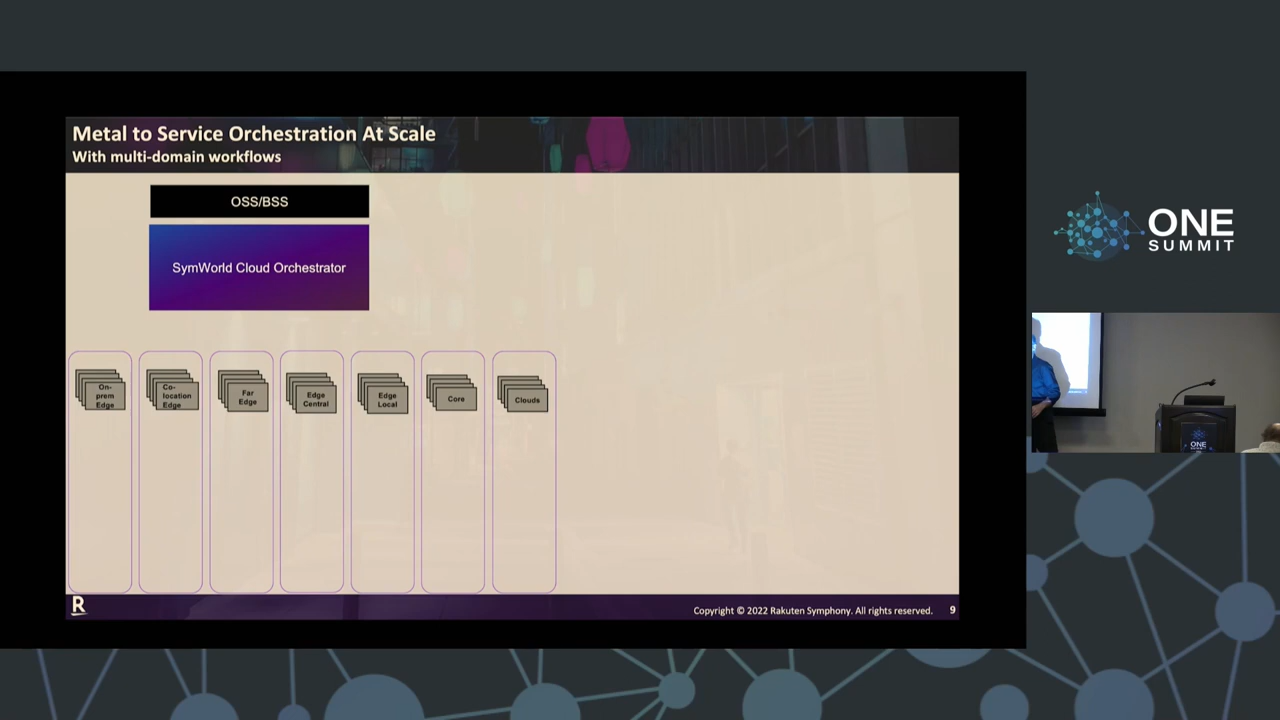 Metal to Service Orchestration At Scale
With multi-domain workflows
OSS/BSS
SymWorld Cloud Orchestrator
On-
prem
Edge
Co-
location
Edge
Far
Edge
Edge
Central
Edge
Local
Core
Clouds
R
Copyright © 2022 Rakuten Symphony. All rights reserved. 9
ONE
SUMMIT
ONE